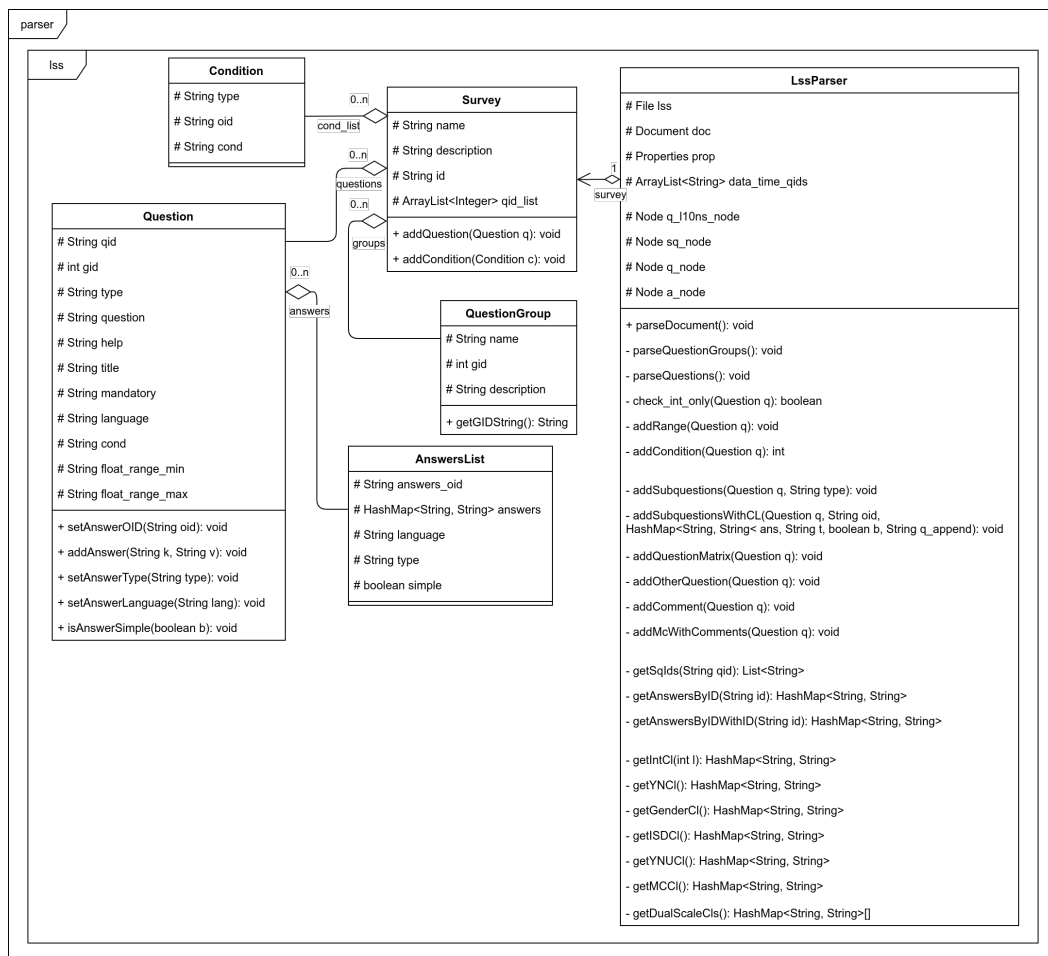 parser
lss
Condition
# String type
# String oid
# String cond
0..n
cond_list
0..n
questions
0..n
groups
Survey
# String name
# String description
# String id
# ArrayList<Integer> qid_list
+ addQuestion(Question q): void
+ addCondition(Condition c): void
1
survey
LssParser
# File lss
# Document doc
# Properties prop
# ArrayList<String> data_time_qids
# Node q_l10ns_node
# Node sq_node
# Node q_node
# Node a_node
+ parseDocument(): void
- parseQuestionGroups: void
- parseQuestions(): void
- check_int_only(Question q): boolean
- addRange(Question q): void
- addCondition(Question q): int
- addSubquestions(Question q, String type): void
- addSubquestionsWithCL(Question q, String oid,
HashMap<String, String< ans, String t, boolean b, String q_append): void
- addQuestionMatrix(Question q): void
- addOtherQuestion(Question q): void
- addComment(Question q): void
- addMcWithComments(Question q): void
- getSqIds(String qid): List<String>
- getAnswersByID(String id): HashMap<String, String>
- getAnswersByIDWithID(String id): HashMap<String, String>
- getIntCl(int l): HashMap<String, String>
- getYNCl(): HashMap<String, String>
- getGenderCl(): HashMap<String, String>
- getISDCl(): HashMap<String, String>
- getYNUCl(): HashMap<String, String>
- getMCCl(): HashMap<String, String>
- getDualScaleCls(): HashMap<String, String>[]
Question
# String qid
# int gid
# String type
# String question
# String help
# String title
# String mandatory
# String language
# String cond
# String float_range_min
# String float_range_max
+ setAnswerOID(String oid): void
+ addAnswer(String k, String v): void
+ setAnswerType(String type): void
+ setAnswerLanguage(String lang): void
+ isAnswerSimple(boolean b): void
0..n
answers
QuestionGroup
# String name
# int gid
# String description
+ getGIDString(): String
AnswersList
# String answers_oid
# HashMap<String, String> answers
# String language
# String type
# boolean simple